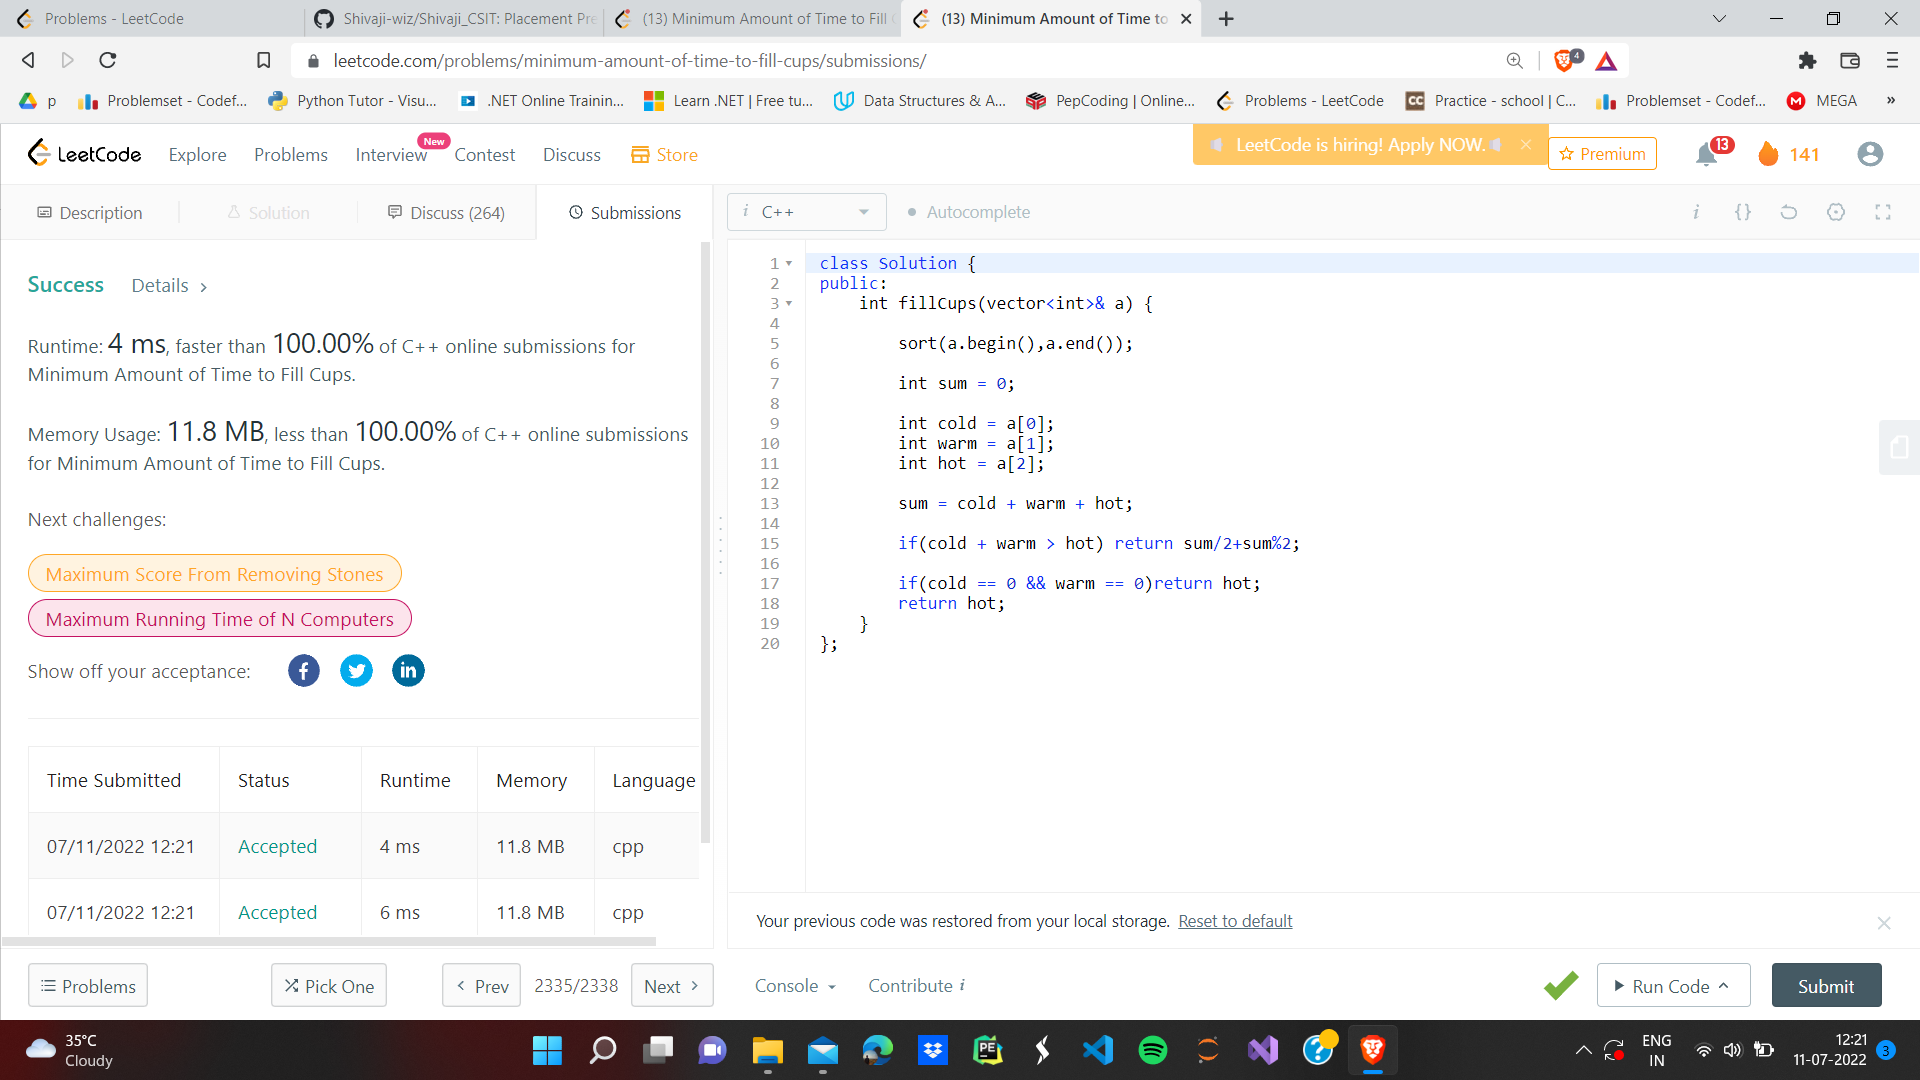 Problems - LeetCode
Shivaji-wiz/Shivaji_CSIT: Placement Pre
(13) Minimum Amount of Time to Fill
(13) Minimum Amount of Time to
leetcode.com/problems/minimum-amount-of-time-to-fill-cups/submissions/
4
p
Problemset - Codef...
Python Tutor - Visu...
.NET Online Trainin...
Learn .NET | Free tu...
Data Structures & A...
PepCoding | Online...
Problems - LeetCode
CC
Practice - school | C...
Problemset - Codef...
M
MEGA
»
LeetCode
Explore
Problems
Interview
New
Contest
Discuss
Store
LeetCode is hiring! Apply NOW.
Premium
13
141
Description
Solution
Discuss (264)
Submissions
i C++
Autocomplete
i
{}
Success
Details
Runtime: 4 ms, faster than 100.00% of C++ online submissions for
Minimum Amount of Time to Fill Cups.
Memory Usage: 11.8 MB, less than 100.00% of C++ online submissions
for Minimum Amount of Time to Fill Cups.
Next challenges:
Maximum Score From Removing Stones
Maximum Running Time of N Computers
Show off your acceptance:
f
in
Time Submitted Status Runtime Memory Language
07/11/2022 12:21 Accepted 4 ms 11.8 MB cpp
07/11/2022 12:21 Accepted 6 ms 11.8 MB cpp
1 class Solution {
2 public:
3 int fillCups(vector<int>& a) {
4
5 sort(a.begin(),a.end());
6
7 int sum = 0;
8
9 int cold = a[0];
10 int warm = a[1];
11 int hot = a[2];
12
13 sum = cold + warm + hot;
14
15 if(cold + warm > hot) return sum/2+sum%2;
16
17 if(cold == 0 && warm == 0)return hot;
18 return hot;
19 }
20 };
Your previous code was restored from your local storage. Reset to default
Problems
Pick One
Prev
2335/2338
Next
Console
Contribute i
Run Code
Submit
35°C
Cloudy
PE
?
ENG
IN
12:21
11-07-2022
3